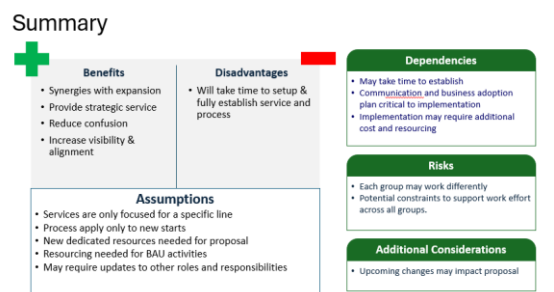 Summary
Benefits
• Synergies with expansion
• Provide strategic service
• Reduce confusion
• Increase visibility &
alignment
Disadvantages
• Will take time to setup &
fully establish service and
process
Assumptions
• Services are only focused for a specific line
• Process apply only to new starts
• New dedicated resources needed for proposal
• Resourcing needed for BAU activities
• May require updates to other roles and responsibilities
Dependencies
• May take time to establish
• Communication and business adoption
plan critical to implementation
• Implementation may require additional
cost and resourcing
Risks
• Each group may work differently
• Potential constraints to support work effort
across all groups.
Additional Considerations
• Upcoming changes may impact proposal